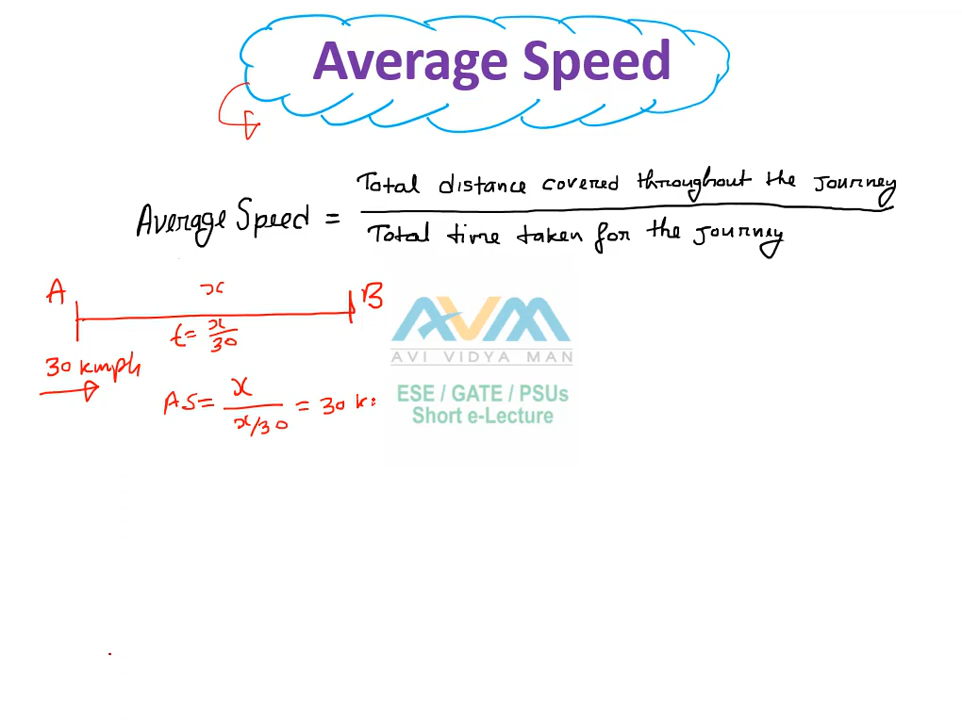 Average Speed
Average Speed = Total distance covered throughout the Journey
Total time taken for the Journey
A x B
t = x/30
30 kmph
AS = x / x/30 = 30 k
AVM
AVI VIDYA MAN
ESE / GATE / PSUs
Short e-Lecture